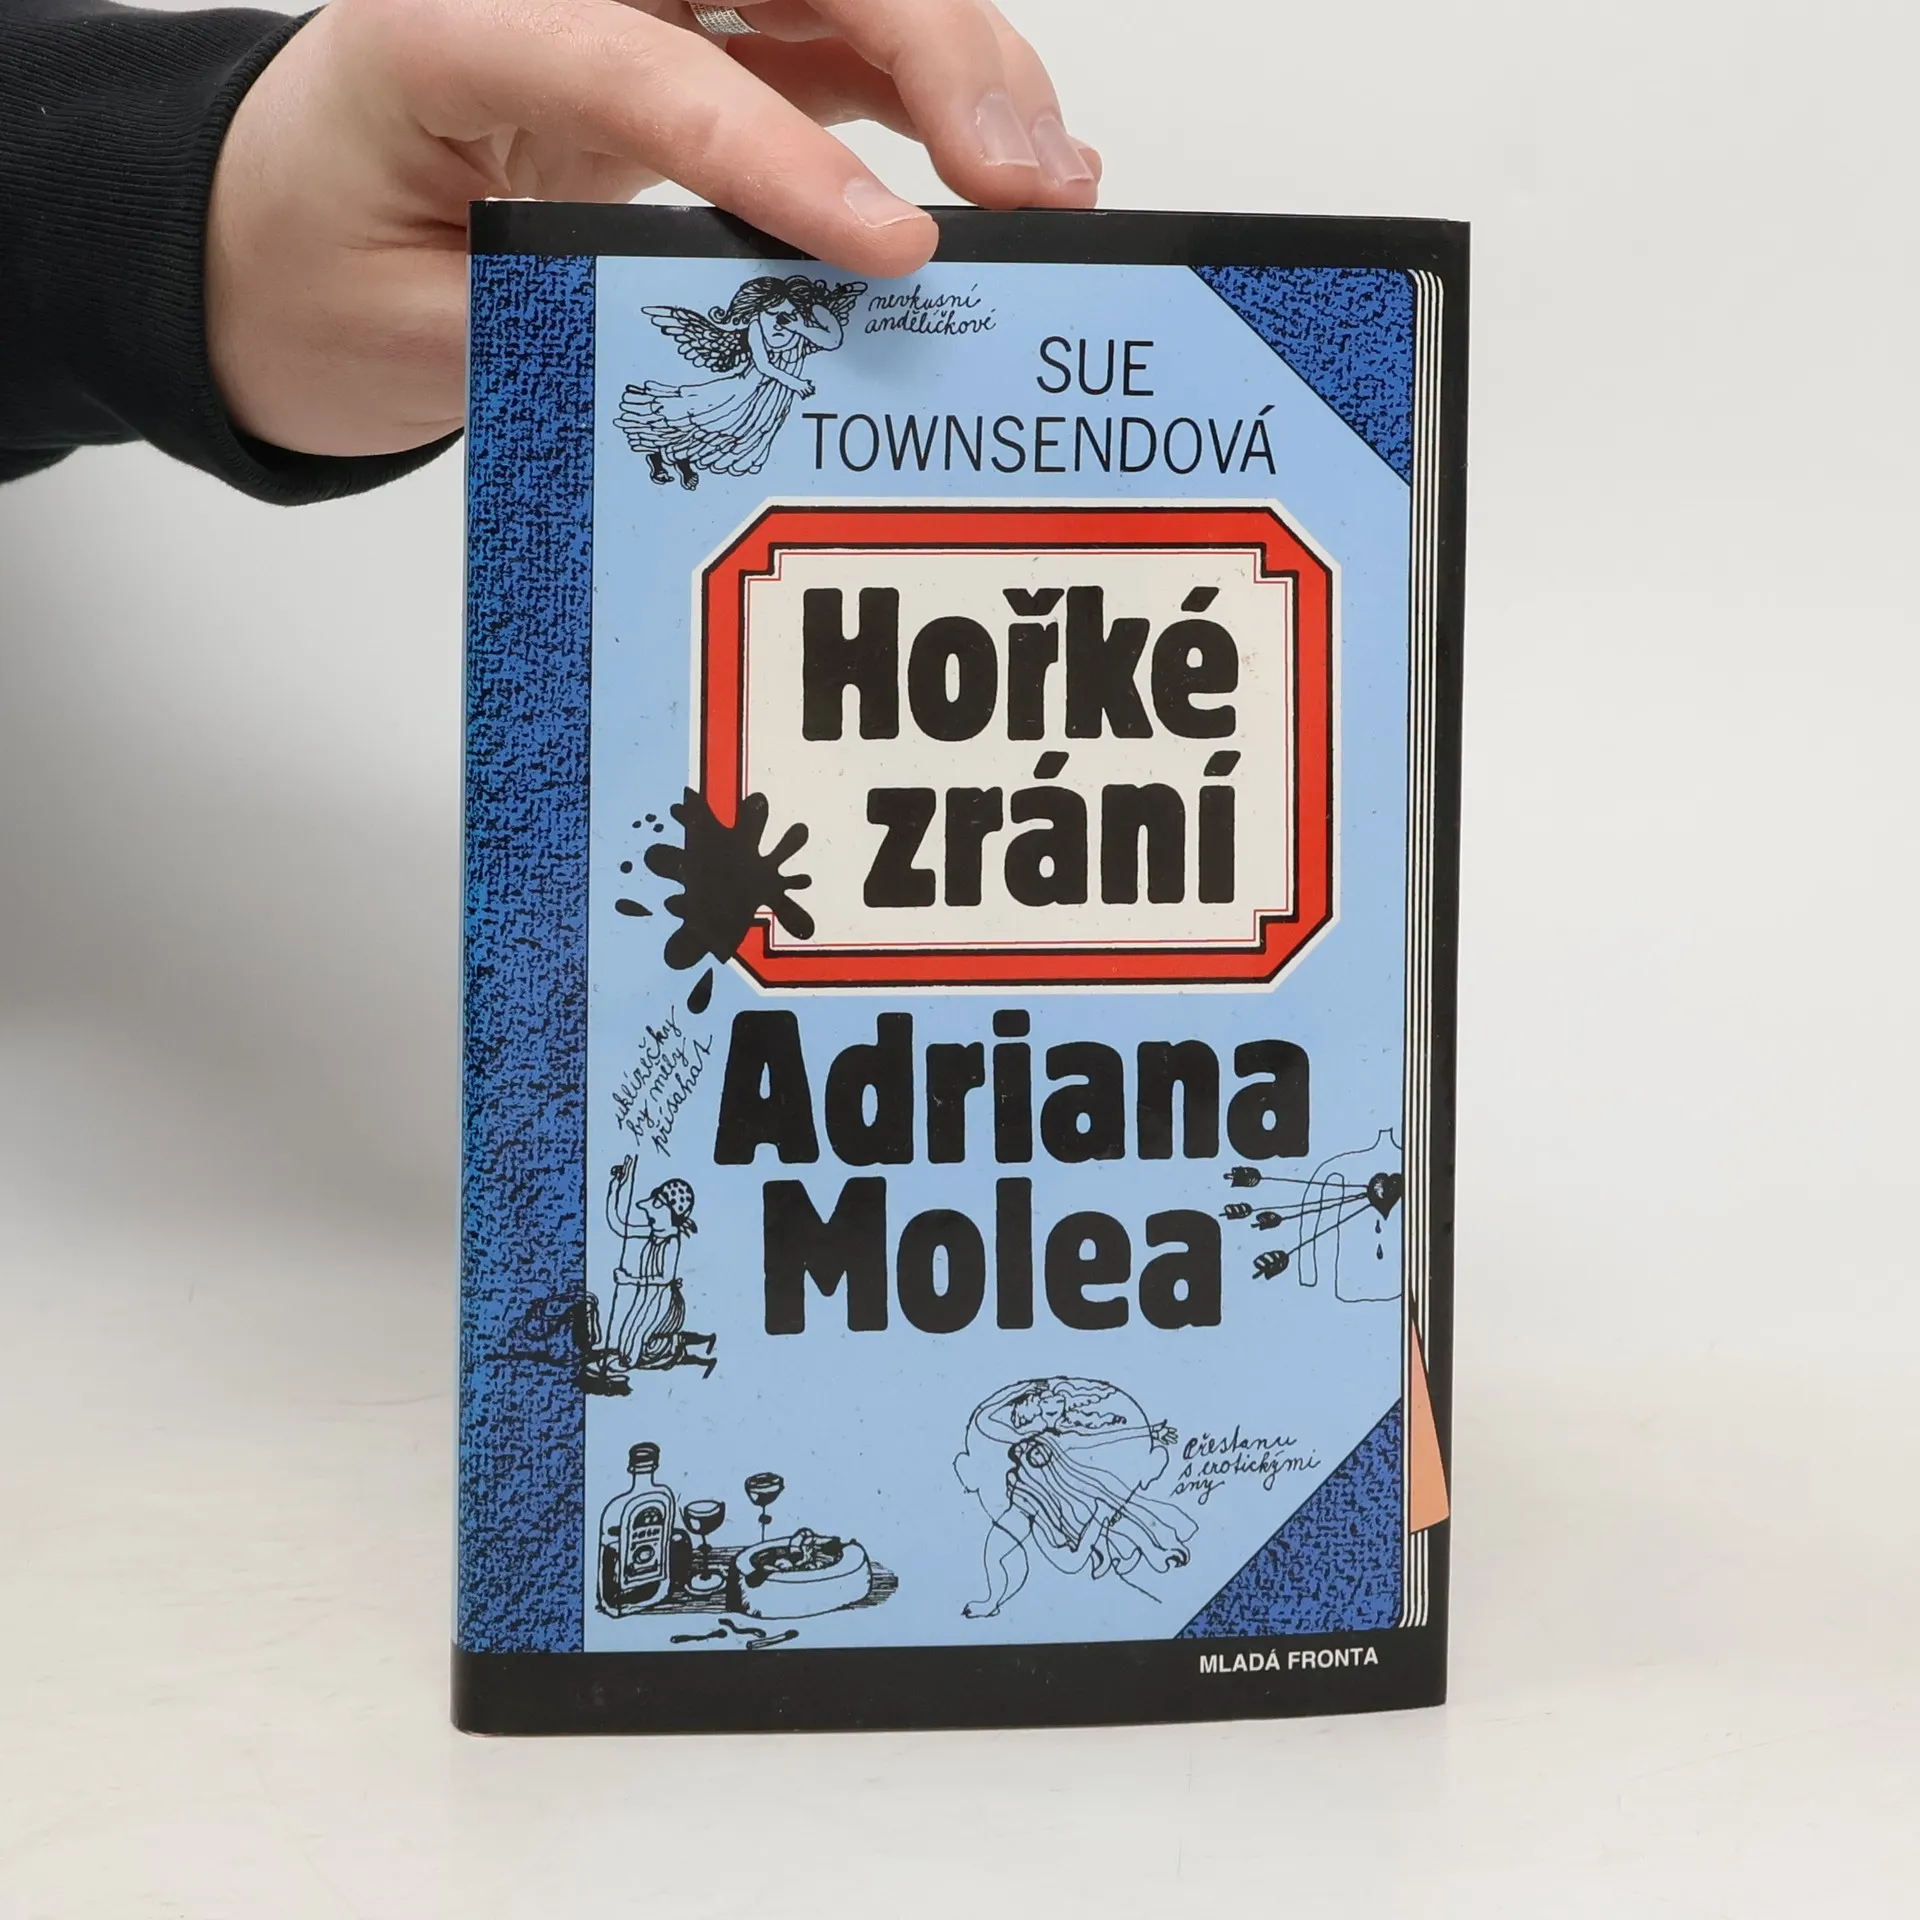 nevkusní
andělíčkové
SUE
TOWNSENDOVÁ
Hořké
zrání
uklízečky
by měly
přísahat
Adriana
Molea
Přestanu
s erotickými
sny
MLADÁ FRONTA